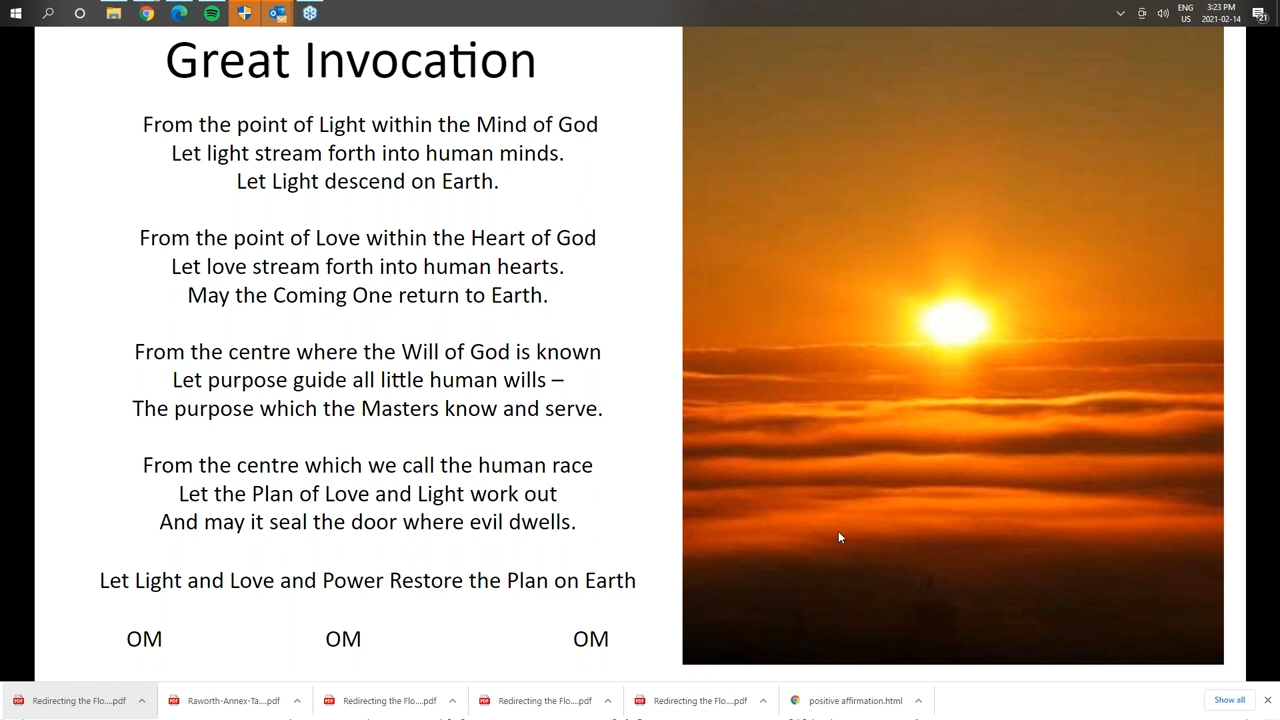 ENG
US
3:23 PM
2021-02-14
21
Great Invocation
From the point of Light within the Mind of God
Let light stream forth into human minds.
Let Light descend on Earth.
From the point of Love within the Heart of God
Let love stream forth into human hearts.
May the Coming One return to Earth.
From the centre where the Will of God is known
Let purpose guide all little human wills –
The purpose which the Masters know and serve.
From the centre which we call the human race
Let the Plan of Love and Light work out
And may it seal the door where evil dwells.
Let Light and Love and Power Restore the Plan on Earth
OM OM OM
Redirecting the Flo....pdf
Raworth-Annex-Ta....pdf
Redirecting the Flo....pdf
Redirecting the Flo....pdf
Redirecting the Flo....pdf
positive affirmation.html
Show all